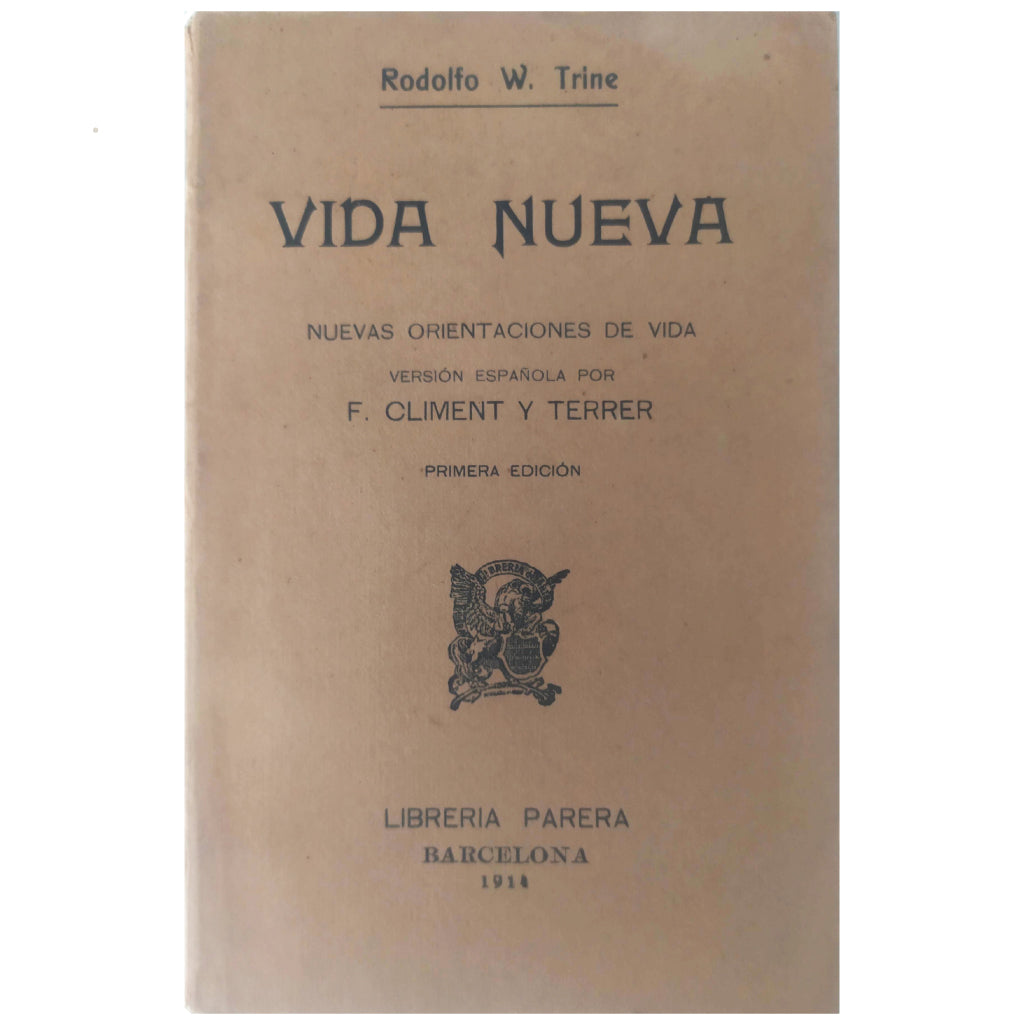 Rodolfo W. Trine
VIDA NUEVA
NUEVAS ORIENTACIONES DE VIDA
VERSIÓN ESPAÑOLA POR
F. CLIMENT Y TERRER
PRIMERA EDICIÓN
LIBRERIA PARERA
BARCELONA
1914